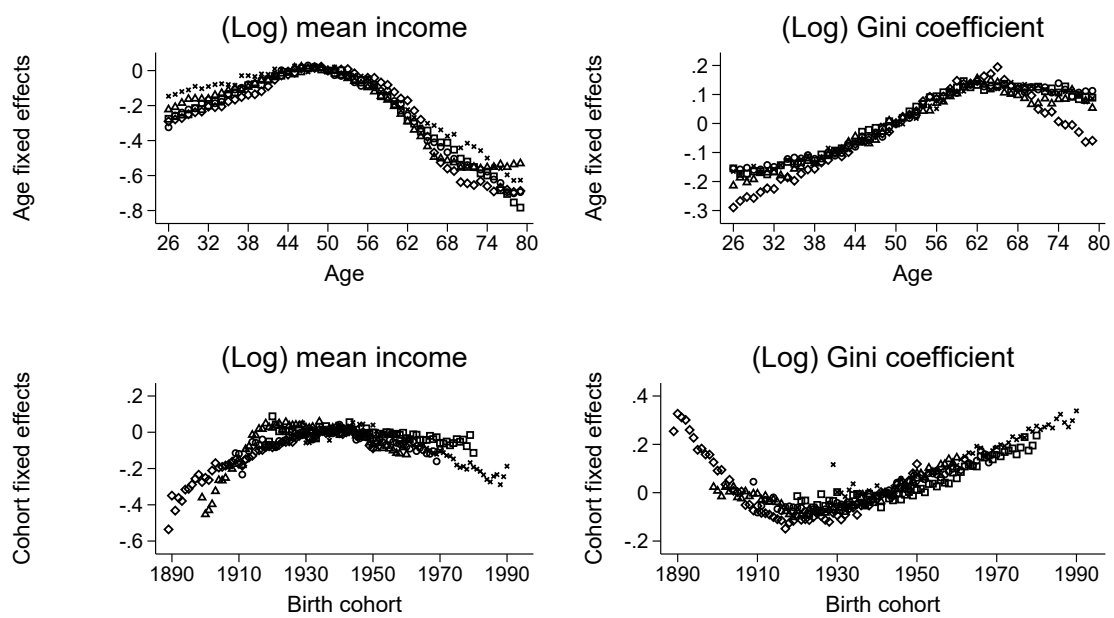 (Log) mean income
Age fixed effects
0
-.2
-.4
-.6
-.8
26 32 38 44 50 56 62 68 74 80
Age
(Log) Gini coefficient
Age fixed effects
.2
.1
0
-.1
-.2
-.3
26 32 38 44 50 56 62 68 74 80
Age
(Log) mean income
Cohort fixed effects
.2
0
-.2
-.4
-.6
1890 1910 1930 1950 1970 1990
Birth cohort
(Log) Gini coefficient
Cohort fixed effects
.4
.2
0
-.2
1890 1910 1930 1950 1970 1990
Birth cohort